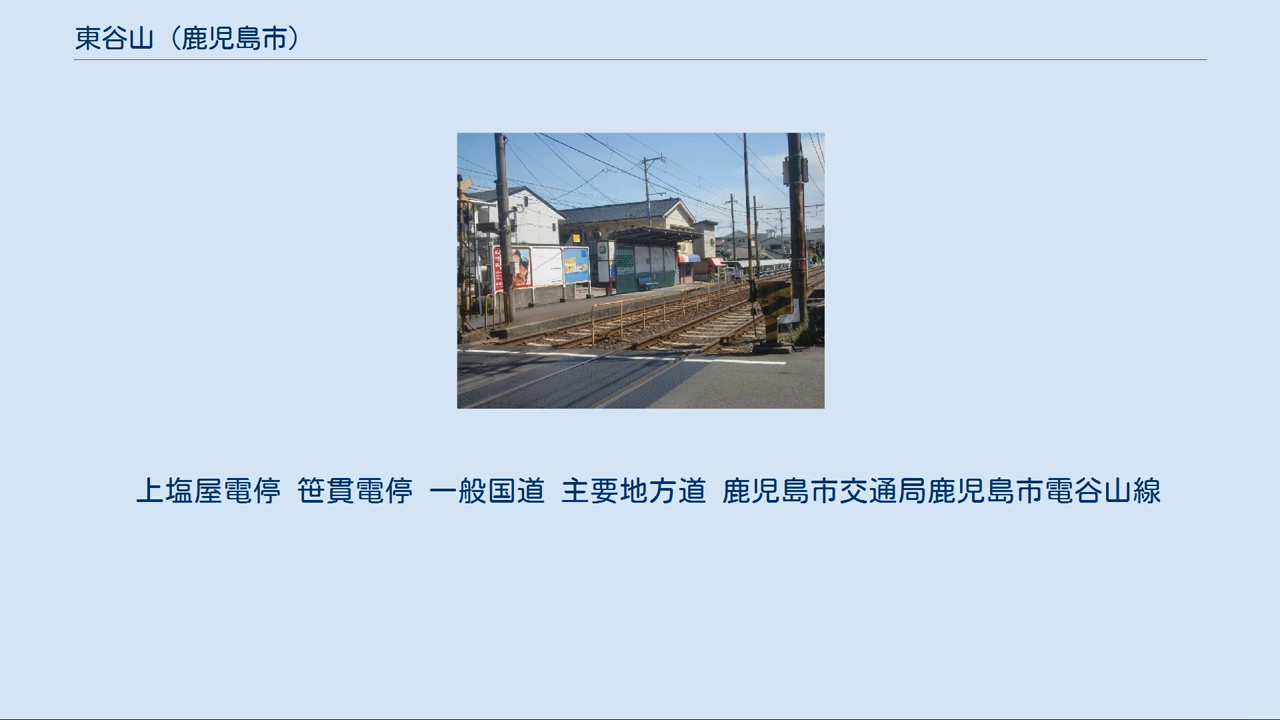 東谷山（鹿児島市）
上塩屋電停 笹貫電停 一般国道 主要地方道 鹿児島市交通局鹿児島市電谷山線